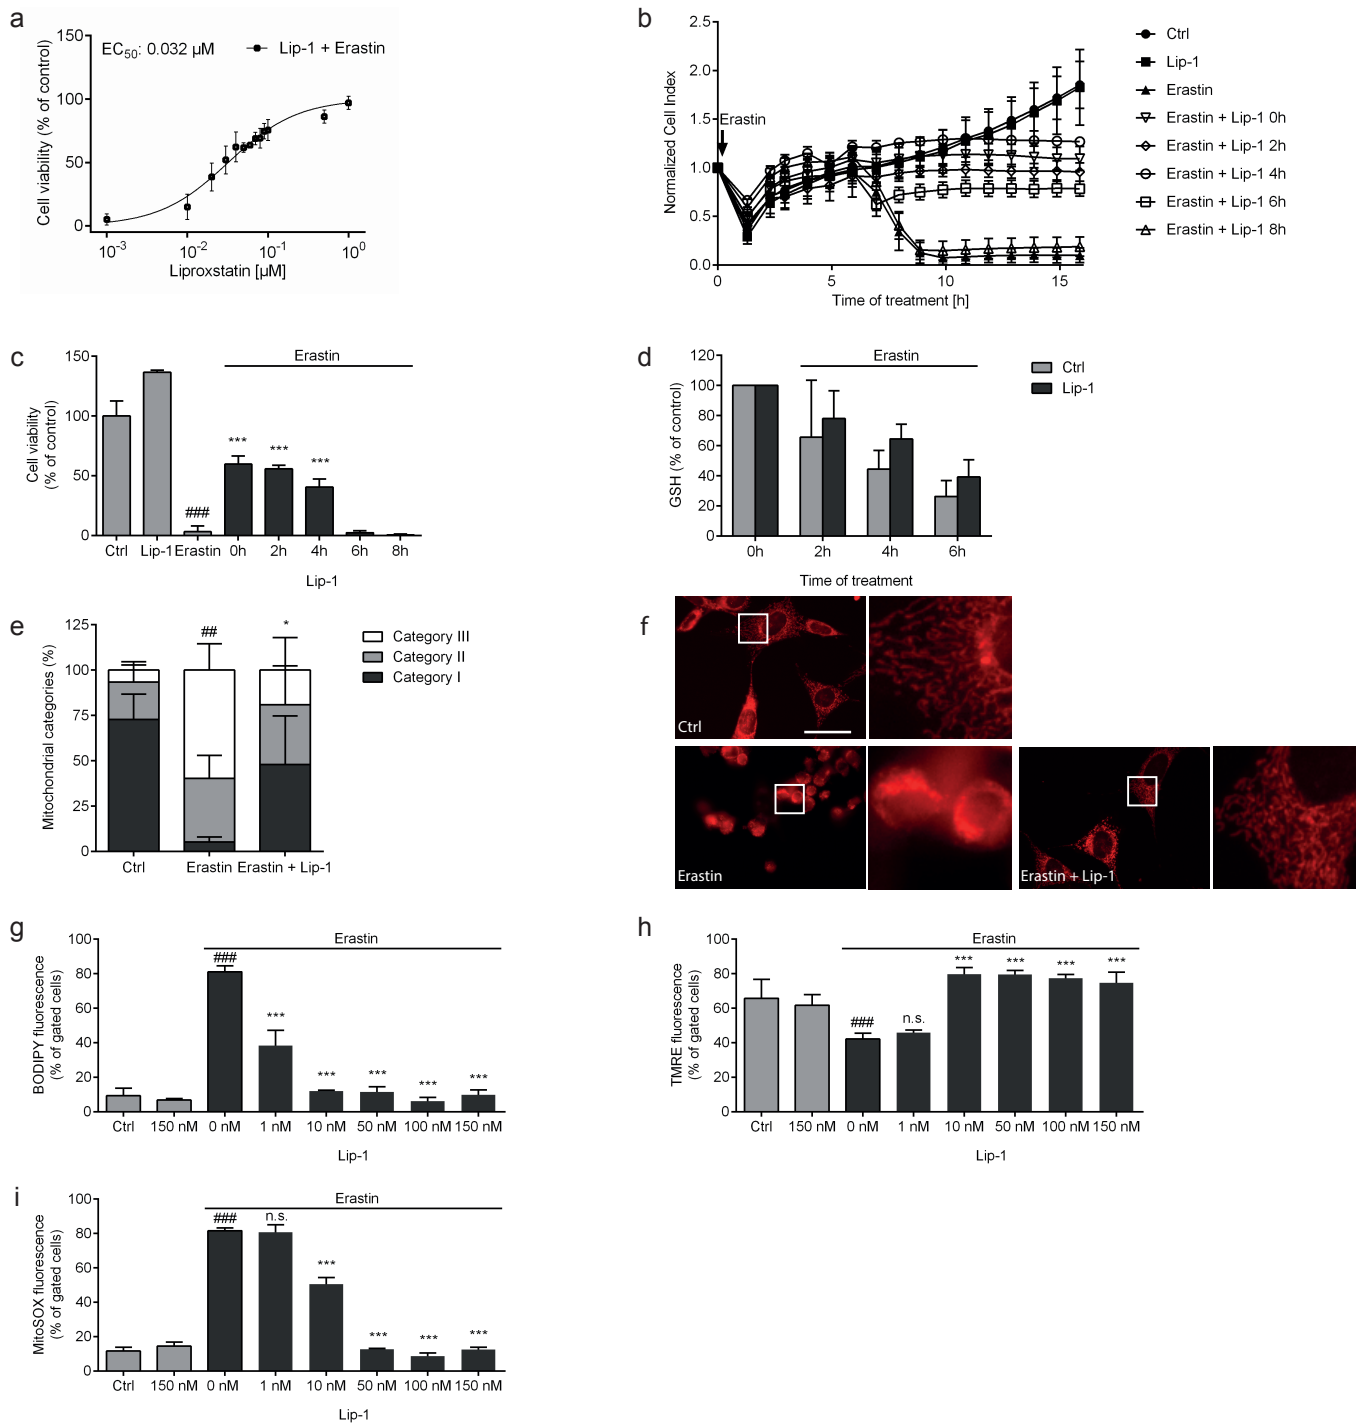 a
EC50: 0.032 µM
Lip-1 + Erastin
Cell viability (% of control)
150
100
50
0
10-3
10-2
10-1
100
Liproxstatin [µM]
b
Normalized Cell Index
2.5
2.0
1.5
1.0
0.5
0.0
Erastin
0
5
10
15
Time of treatment [h]
Ctrl
Lip-1
Erastin
Erastin + Lip-1 0h
Erastin + Lip-1 2h
Erastin + Lip-1 4h
Erastin + Lip-1 6h
Erastin + Lip-1 8h
c
Erastin
Cell viability
(% of control)
150
100
50
0
###
***
***
***
Ctrl
Lip-1
Erastin
0h
2h
4h
6h
8h
Lip-1
d
Erastin
Ctrl
Lip-1
GSH (% of control)
120
100
80
60
40
20
0
0h
2h
4h
6h
Time of treatment
e
Mitochondrial categories (%)
125
100
75
50
25
0
##
*
Category III
Category II
Category I
Ctrl
Erastin
Erastin + Lip-1
f
Ctrl
Erastin
Erastin + Lip-1
g
Erastin
BODIPY fluorescence
(% of gated cells)
100
80
60
40
20
0
###
***
***
***
***
***
Ctrl
150 nM
0 nM
1 nM
10 nM
50 nM
100 nM
150 nM
Lip-1
h
Erastin
TMRE fluorescence
(% of gated cells)
100
80
60
40
20
0
###
n.s.
***
***
***
***
Ctrl
150 nM
0 nM
1 nM
10 nM
50 nM
100 nM
150 nM
Lip-1
i
Erastin
MitoSOX fluorescence
(% of gated cells)
100
80
60
40
20
0
###
n.s.
***
***
***
***
Ctrl
150 nM
0 nM
1 nM
10 nM
50 nM
100 nM
150 nM
Lip-1